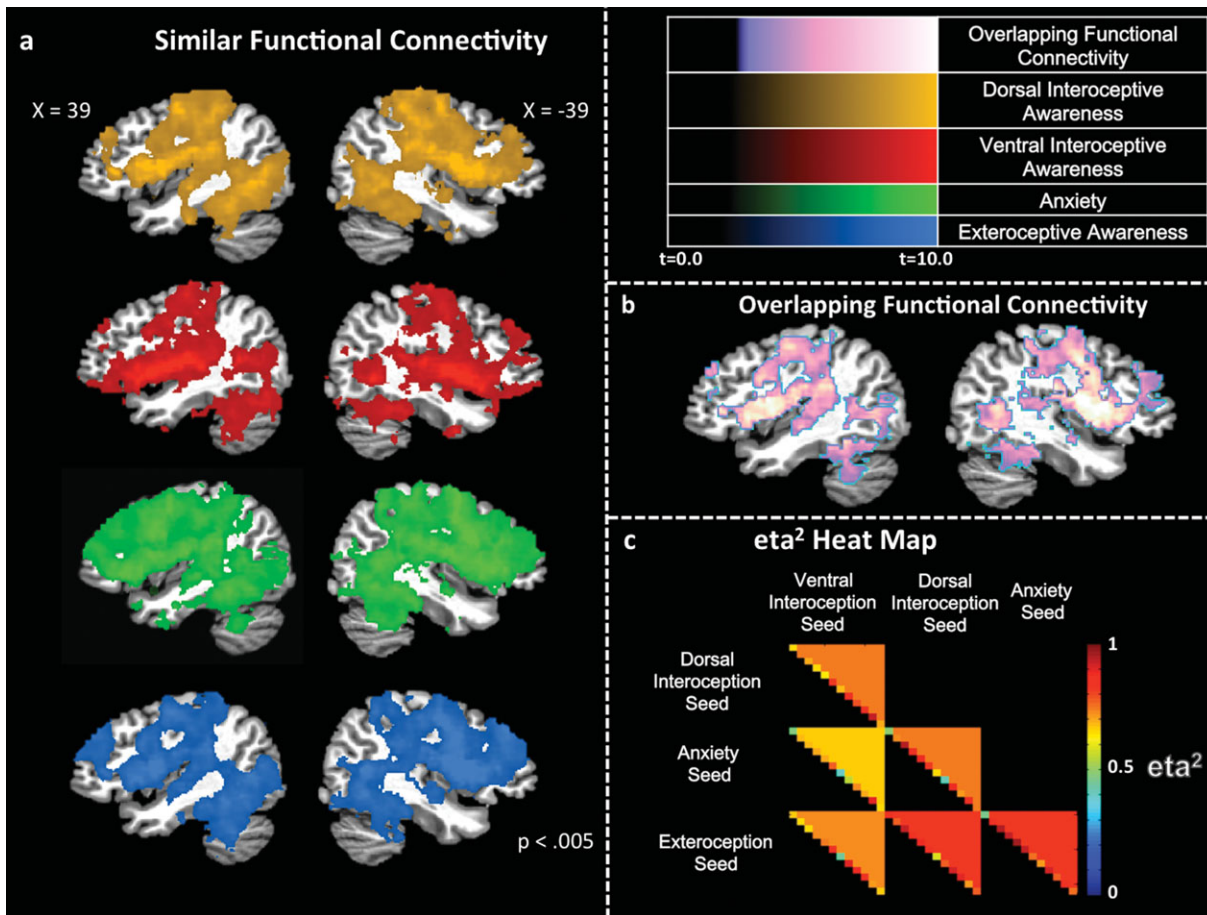 a
Similar Functional Connectivity
X = 39
X = -39
p < .005
Overlapping Functional
Connectivity
Dorsal Interoceptive
Awareness
Ventral Interoceptive
Awareness
Anxiety
Exteroceptive Awareness
t=0.0
t=10.0
b
Overlapping Functional Connectivity
c
eta² Heat Map
Ventral
Interoception
Seed
Dorsal
Interoception
Seed
Anxiety
Seed
Dorsal
Interoception
Seed
Anxiety
Seed
Exteroception
Seed
1
0.5
0
eta²